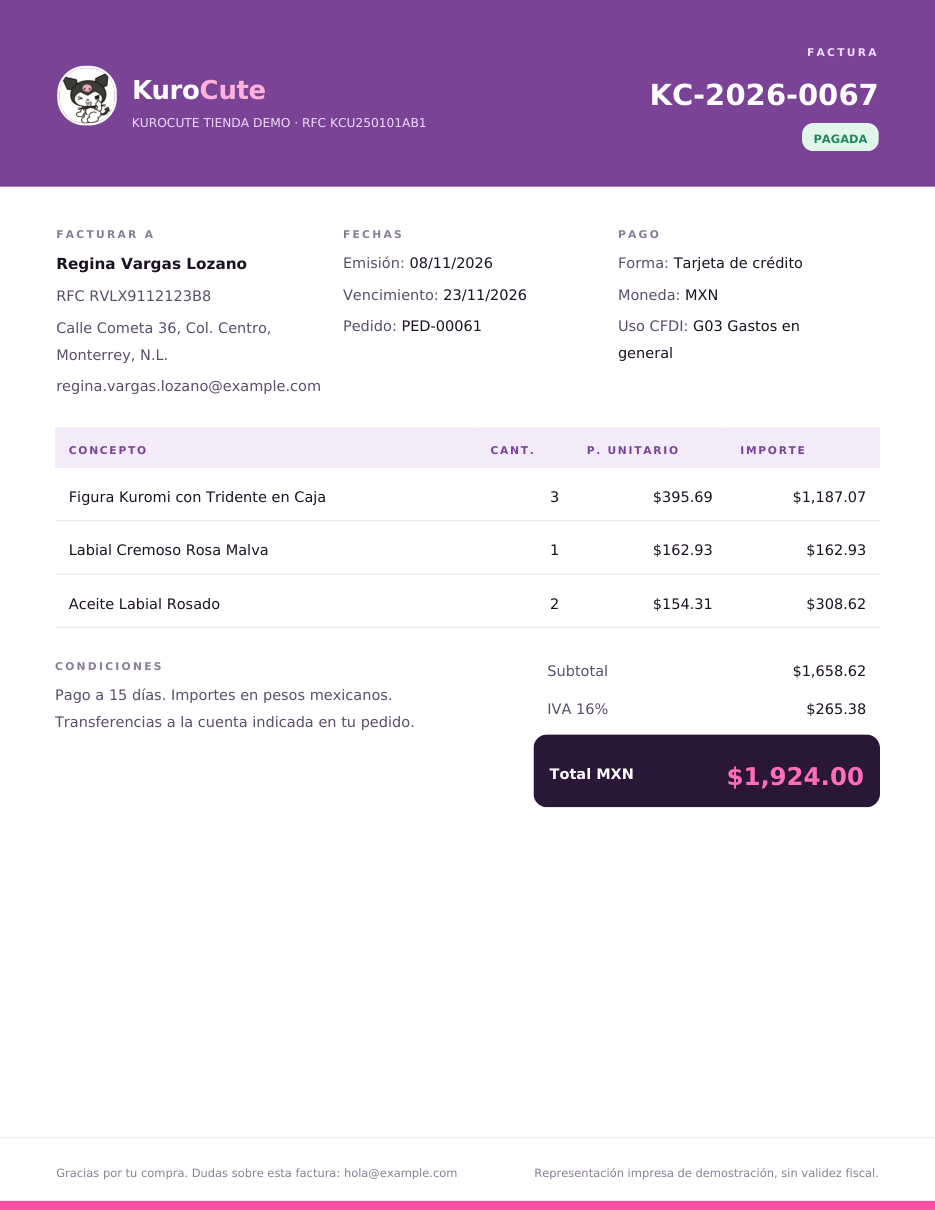 FACTURA
KuroCute
KC-2026-0067
KUROCUTE TIENDA DEMO · RFC KCU250101AB1
PAGADA
FACTURAR A
Regina Vargas Lozano
RFC RVLX9112123B8
Calle Cometa 36, Col. Centro,
Monterrey, N.L.
regina.vargas.lozano@example.com
FECHAS
Emisión: 08/11/2026
Vencimiento: 23/11/2026
Pedido: PED-00061
PAGO
Forma: Tarjeta de crédito
Moneda: MXN
Uso CFDI: G03 Gastos en
general
CONCEPTO CANT. P. UNITARIO IMPORTE
Figura Kuromi con Tridente en Caja 3 $395.69 $1,187.07
Labial Cremoso Rosa Malva 1 $162.93 $162.93
Aceite Labial Rosado 2 $154.31 $308.62
CONDICIONES
Pago a 15 días. Importes en pesos mexicanos.
Transferencias a la cuenta indicada en tu pedido.
Subtotal $1,658.62
IVA 16% $265.38
Total MXN $1,924.00
Gracias por tu compra. Dudas sobre esta factura: hola@example.com
Representación impresa de demostración, sin validez fiscal.